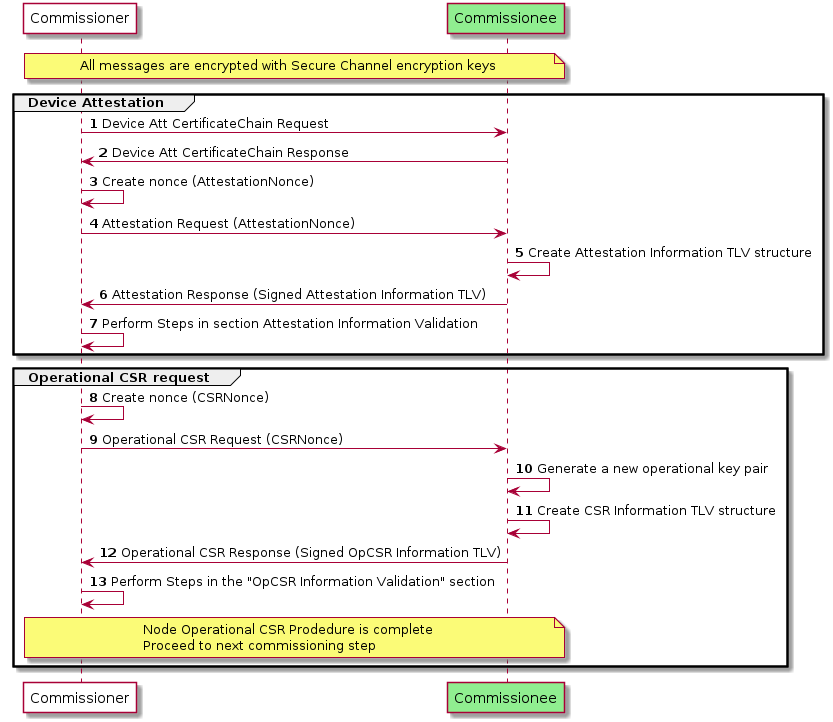 Commissioner Commissionee
All messages are encrypted with Secure Channel encryption keys
Device Attestation
1 Device Att CertificateChain Request
2 Device Att CertificateChain Response
3 Create nonce (AttestationNonce)
4 Attestation Request (AttestationNonce)
5 Create Attestation Information TLV structure
6 Attestation Response (Signed Attestation Information TLV)
7 Perform Steps in section Attestation Information Validation
Operational CSR request
8 Create nonce (CSRNonce)
9 Operational CSR Request (CSRNonce)
10 Generate a new operational key pair
11 Create CSR Information TLV structure
12 Operational CSR Response (Signed OpCSR Information TLV)
13 Perform Steps in the "OpCSR Information Validation" section
Node Operational CSR Prodedure is complete
Proceed to next commissioning step
Commissioner Commissionee